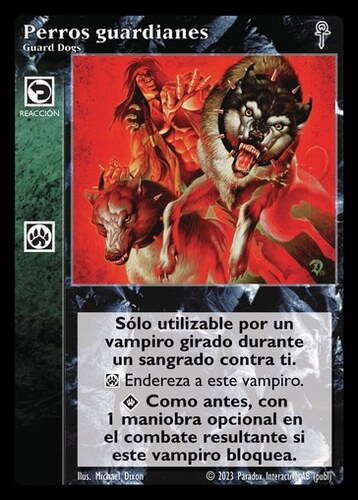 Perros guardianes
Guard Dogs
REACCIÓN
Sólo utilizable por un
vampiro girado durante
un sangrado contra ti.
Endereza a este vampiro.
Como antes, con
1 maniobra opcional en
el combate resultante si
este vampiro bloquea.
Ilus. Michael Dixon
© 2023 Paradox Interactive AB (publ)